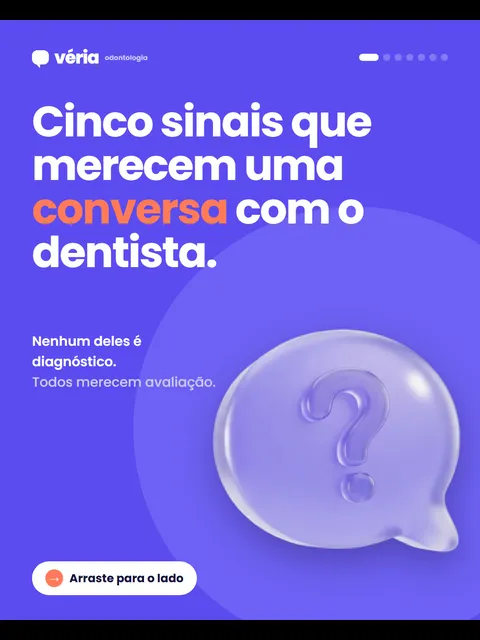 véria odontologia
Cinco sinais que
merecem uma
conversa com o
dentista.
Nenhum deles é
diagnóstico.
Todos merecem avaliação.
?
→ Arraste para o lado